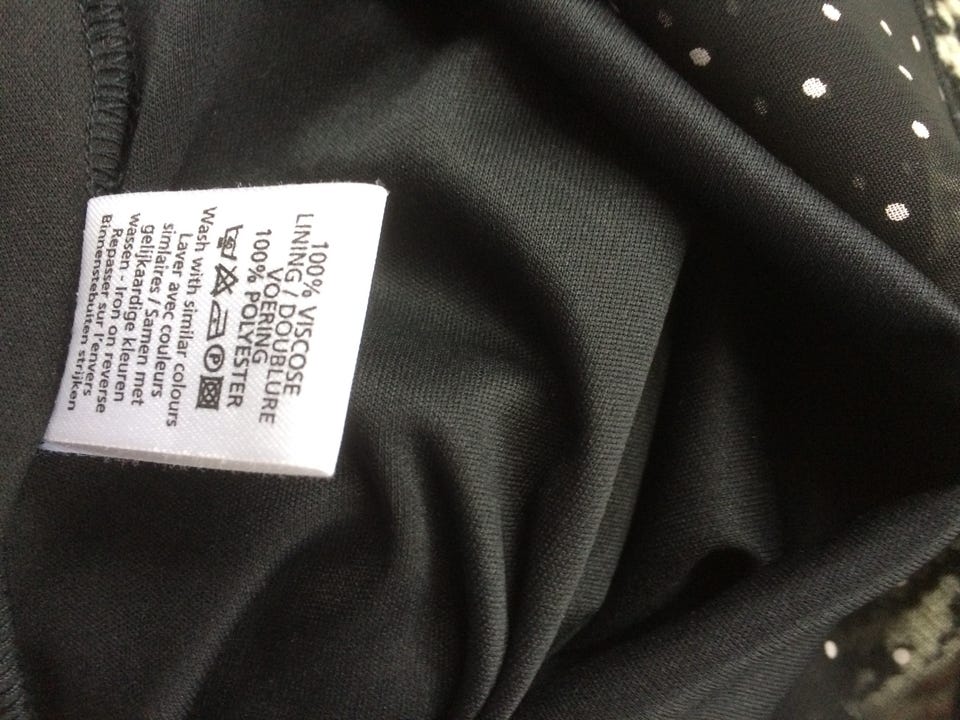 100% VISCOSE
LINING / DOUBLURE
VOERING
100% POLYESTER
P
Wash with similar colours
Laver avec couleurs
similaires / Samen met
gelijkaardige kleuren
wassen - Iron on reverse
Repasser sur l'envers
Binnenstebuiten strijken